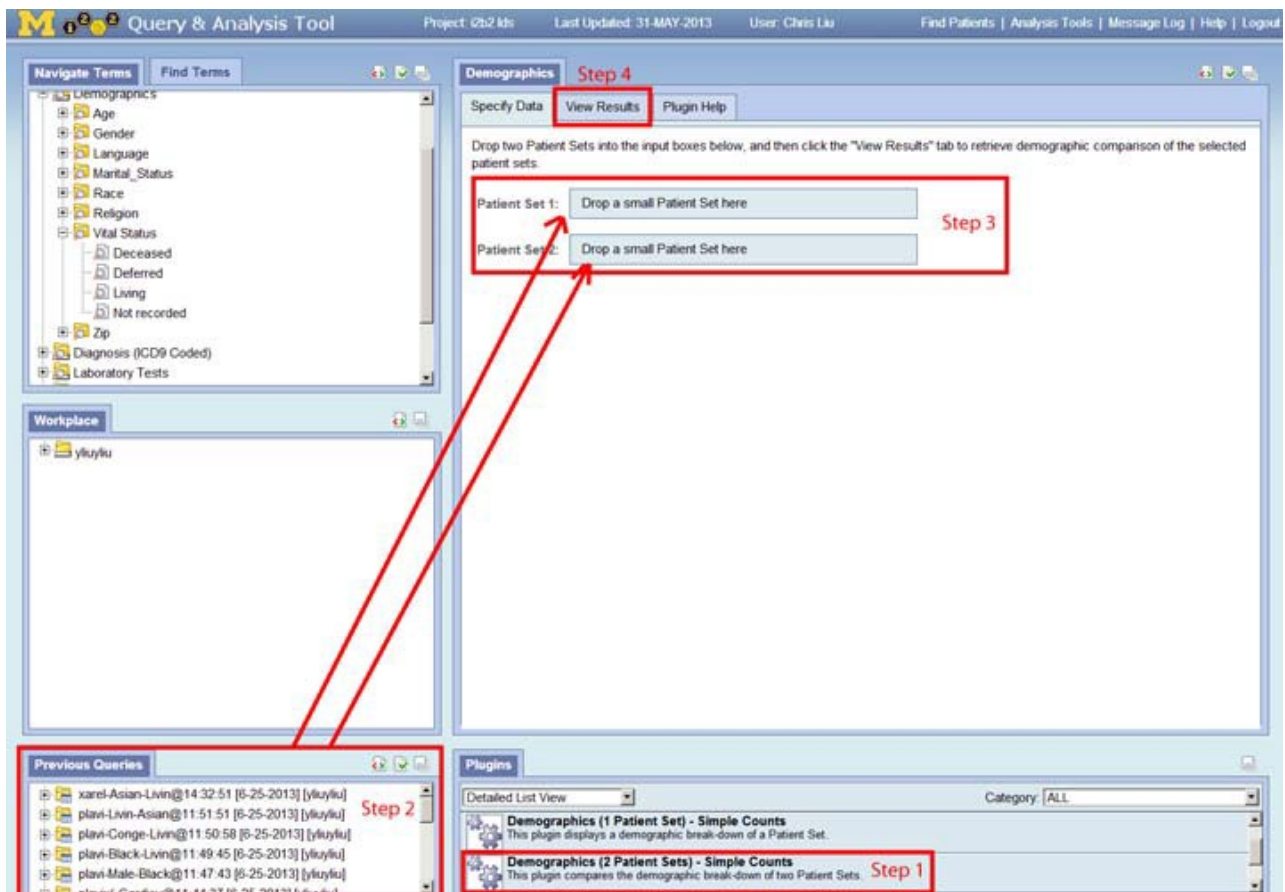 M i2b2 Query & Analysis Tool Project: i2b2 kds Last Updated: 31-MAY-2013 User: Chris Liu Find Patients | Analysis Tools | Message Log | Help | Logout
Navigate Terms Find Terms
Demographics
Age
Gender
Language
Marital_Status
Race
Religion
Vital Status
Deceased
Deferred
Living
Not recorded
Zip
Diagnosis (ICD9 Coded)
Laboratory Tests
Workplace
yliuyliu
Previous Queries
xarel-Asian-Livin@14:32:51 [6-25-2013] [yliuyliu]
plavi-Livin-Asian@11:51:51 [6-25-2013] [yliuyliu]
plavi-Conge-Livin@11:50:58 [6-25-2013] [yliuyliu]
plavi-Black-Livin@11:49:45 [6-25-2013] [yliuyliu]
plavi-Male-Black@11:47:43 [6-25-2013] [yliuyliu]
Step 2
Demographics Step 4
Specify Data View Results Plugin Help
Drop two Patient Sets into the input boxes below, and then click the "View Results" tab to retrieve demographic comparison of the selected
patient sets.
Patient Set 1: Drop a small Patient Set here
Step 3
Patient Set 2: Drop a small Patient Set here
Plugins
Detailed List View Category: ALL
Demographics (1 Patient Set) - Simple Counts
This plugin displays a demographic break-down of a Patient Set.
Demographics (2 Patient Sets) - Simple Counts
This plugin compares the demographic break-down of two Patient Sets. Step 1